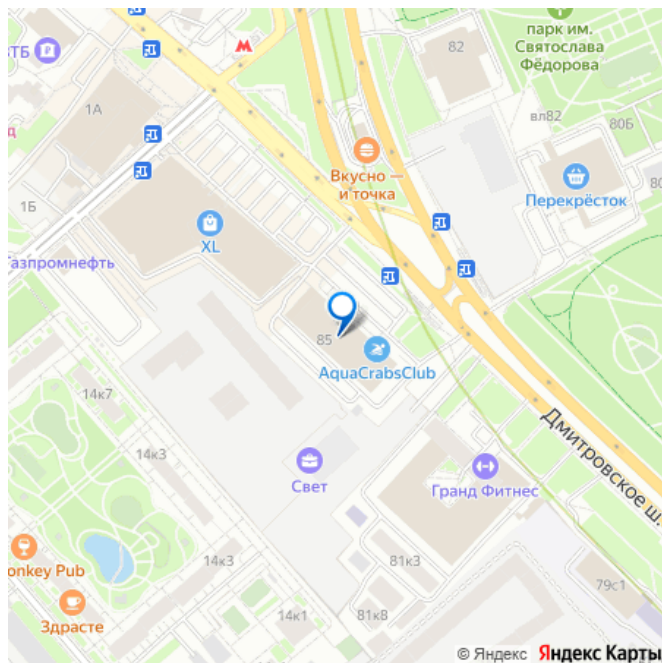 парк им.
Святослава
Фёдорова
82
ТБ
М
1А
вл82
80Б
Вкусно —
и точка
Перекрёсток
1Б
XL
Газпромнефть
85
AquaCrabsClub
14к7
Дмитровское ш.
14к3
Свет
Гранд Фитнес
onkey Pub
14к3
81к3
79с1
Здрасте
14к1
81к8
© Яндекс Яндекс Карты